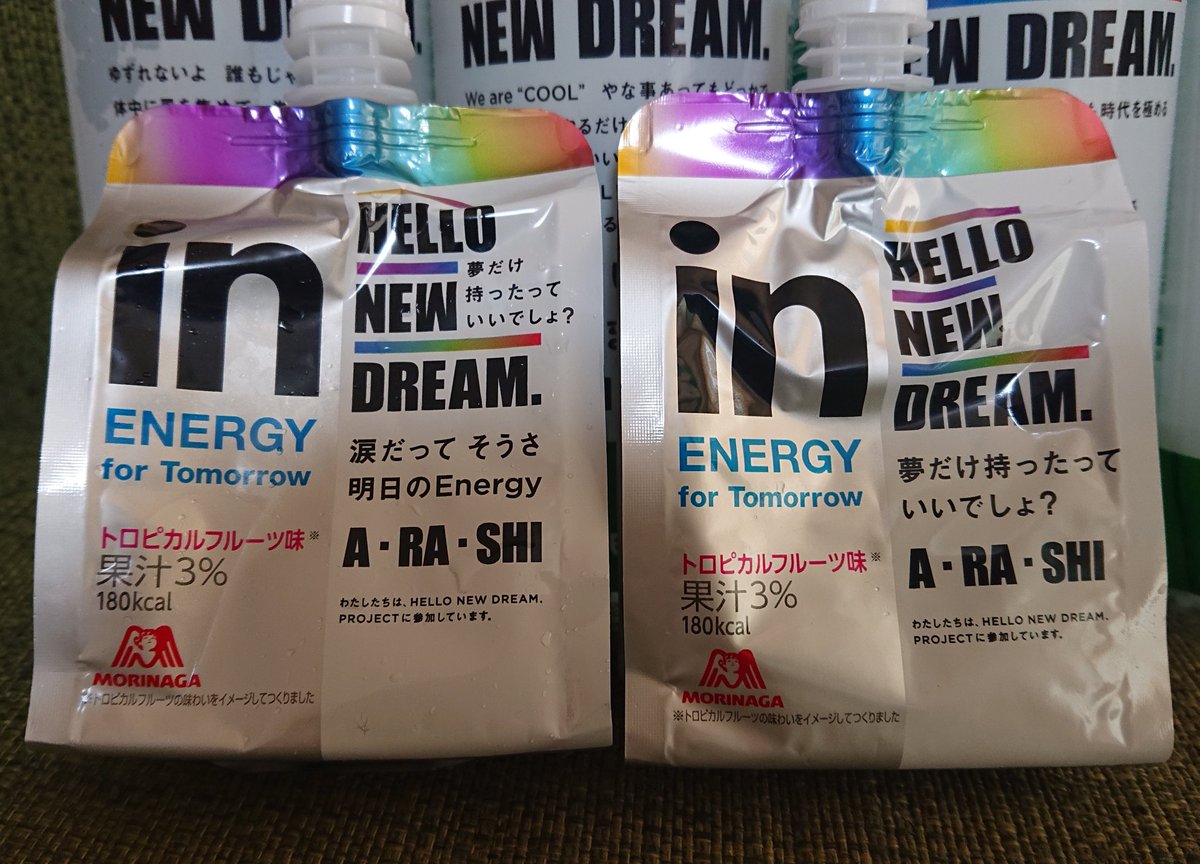 NEW
ゆずれないよ 誰もじゃ
NEW DREAM.
We are "COOL" やな事あっても
NEW DREAM.
時代を極める
in
ENERGY
for Tomorrow
トロピカルフルーツ味※
果汁3%
180kcal
MORINAGA
※トロピカルフルーツの味わいをイメージしてつくりました
HELLO
NEW
夢だけ
持ったって
いいでしょ?
DREAM.
涙だって そうさ
明日のEnergy
A・RA・SHI
わたしたちは、HELLO NEW DREAM.
PROJECTに参加しています。
in
ENERGY
for Tomorrow
トロピカルフルーツ味※
果汁3%
180kcal
MORINAGA
※トロピカルフルーツの味わいをイメージしてつくりました
HELLO
NEW
DREAM.
夢だけ持ったって
いいでしょ?
A・RA・SHI
わたしたちは、HELLO NEW DREAM.
PROJECTに参加しています。